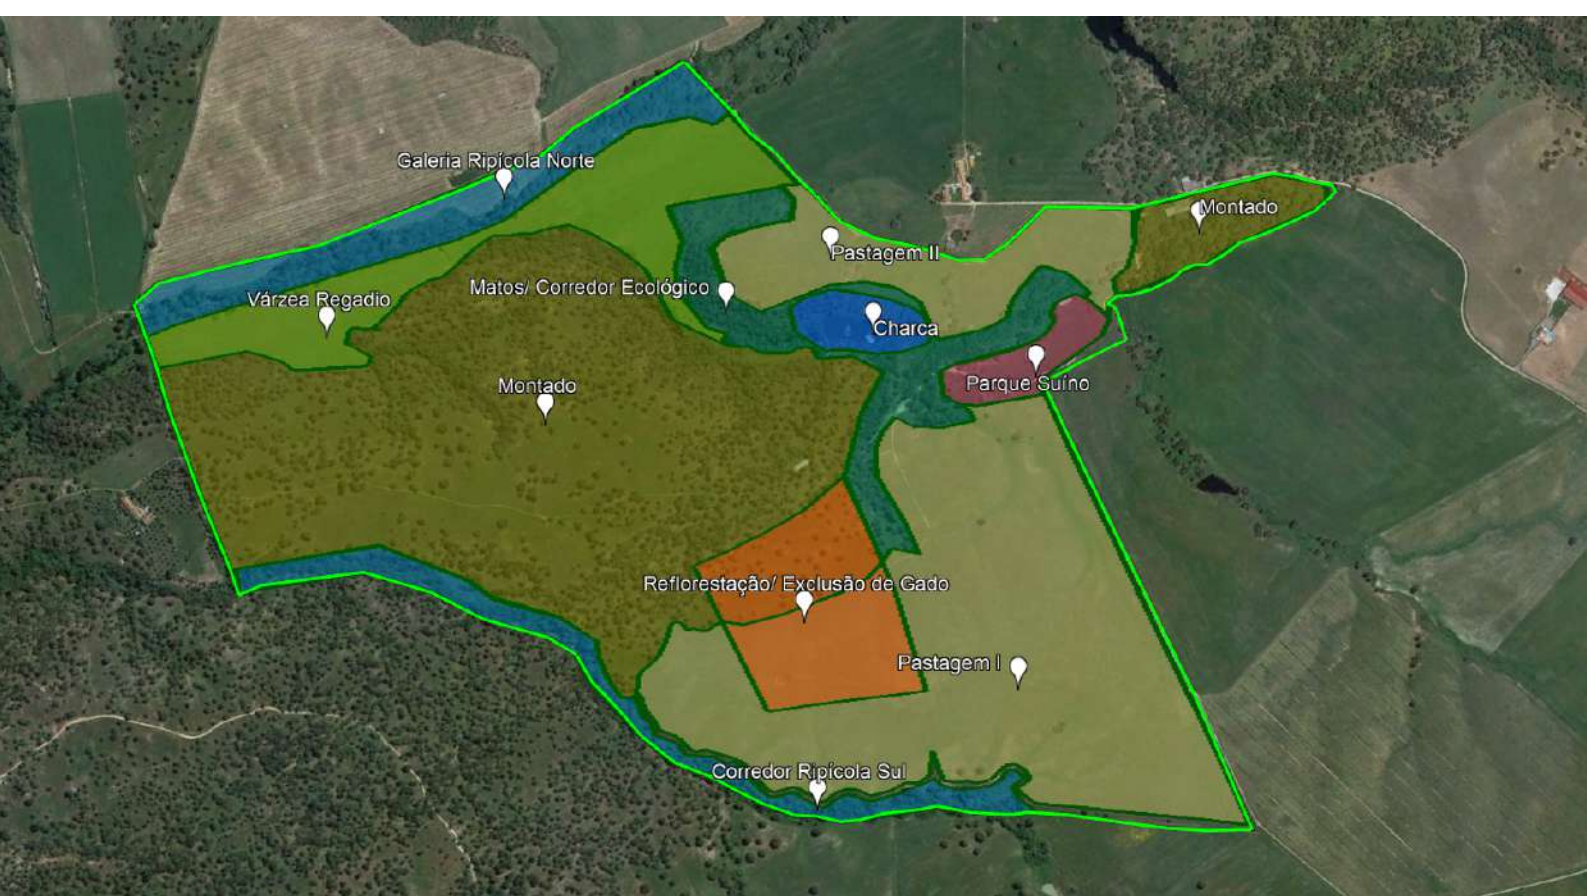 Galeria Ripícola Norte
Montado
Pastagem II
Matos/ Corredor Ecológico
Várzea Regadio
Charca
Parque Suíno
Montado
Reflorestação/ Exclusão de Gado
Pastagem I
Corredor Ripícola Sul